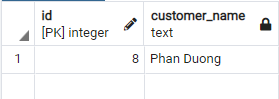 id customer_name
[PK] integer text
1 8 Phan Duong